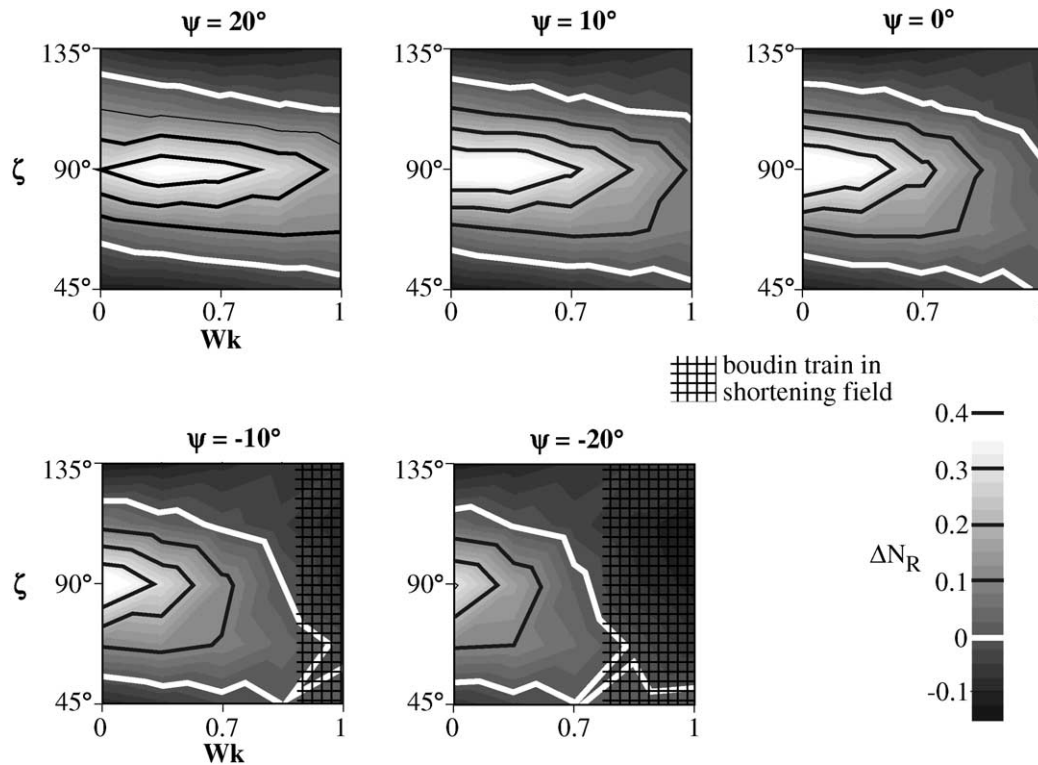 ψ = 20°
ψ = 10°
ψ = 0°
135°
135°
135°
ζ
90°
90°
90°
45°
45°
45°
0
0.7
1
0
0.7
1
0
0.7
Wk
boudin train in
shortening field
ψ = -10°
ψ = -20°
0.4
135°
135°
0.3
0.2
ΔN_R
ζ
90°
90°
0.1
0
45°
45°
-0.1
0
0.7
1
0
0.7
1
Wk